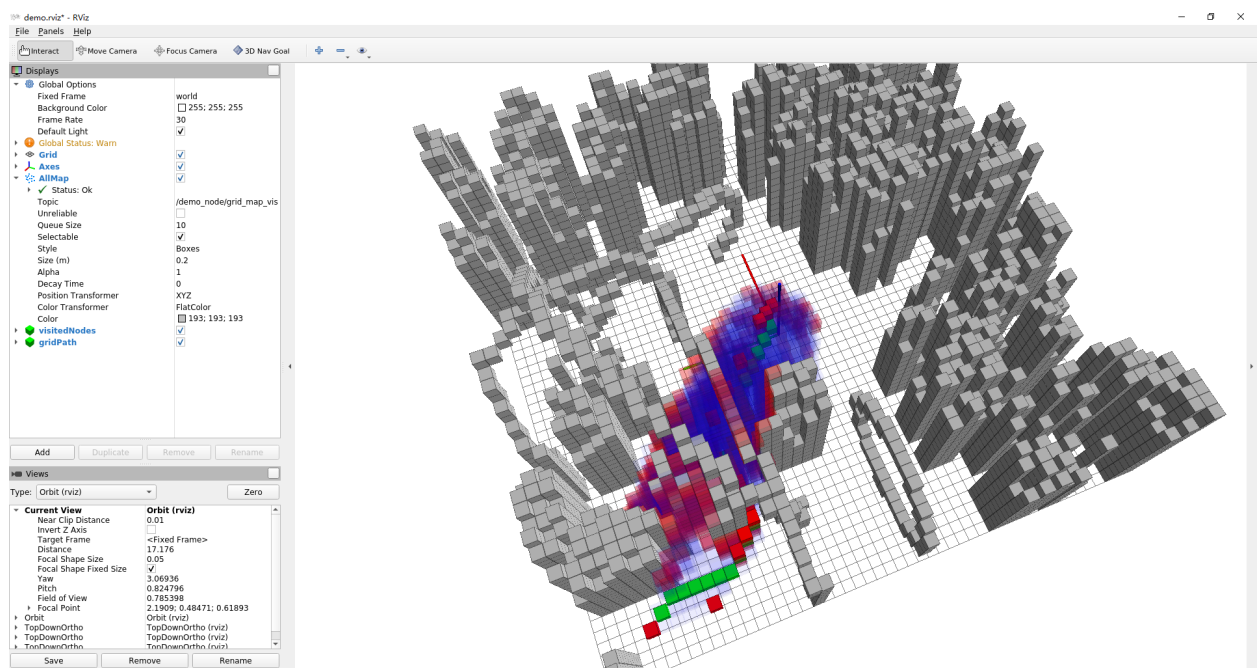 demo.rviz* - RViz
File Panels Help
Interact Move Camera Focus Camera 3D Nav Goal
Displays
Global Options
Fixed Frame world
Background Color 255; 255; 255
Frame Rate 30
Default Light
Global Status: Warn
Grid
Axes
AllMap
Status: Ok
Topic /demo_node/grid_map_vis
Unreliable
Queue Size 10
Selectable
Style Boxes
Size (m) 0.2
Alpha 1
Decay Time 0
Position Transformer XYZ
Color Transformer FlatColor
Color 193; 193; 193
visitedNodes
gridPath
Add Duplicate Remove Rename
Views
Type: Orbit (rviz) Zero
Current View Orbit (rviz)
Near Clip Distance 0.01
Invert Z Axis
Target Frame <Fixed Frame>
Distance 17.176
Focal Shape Size 0.05
Focal Shape Fixed Size
Yaw 3.06936
Pitch 0.824796
Field of View 0.785398
Focal Point 2.1909; 0.48471; 0.61893
Orbit Orbit (rviz)
TopDownOrtho TopDownOrtho (rviz)
TopDownOrtho TopDownOrtho (rviz)
TopDownOrtho TopDownOrtho (rviz)
Save Remove Rename